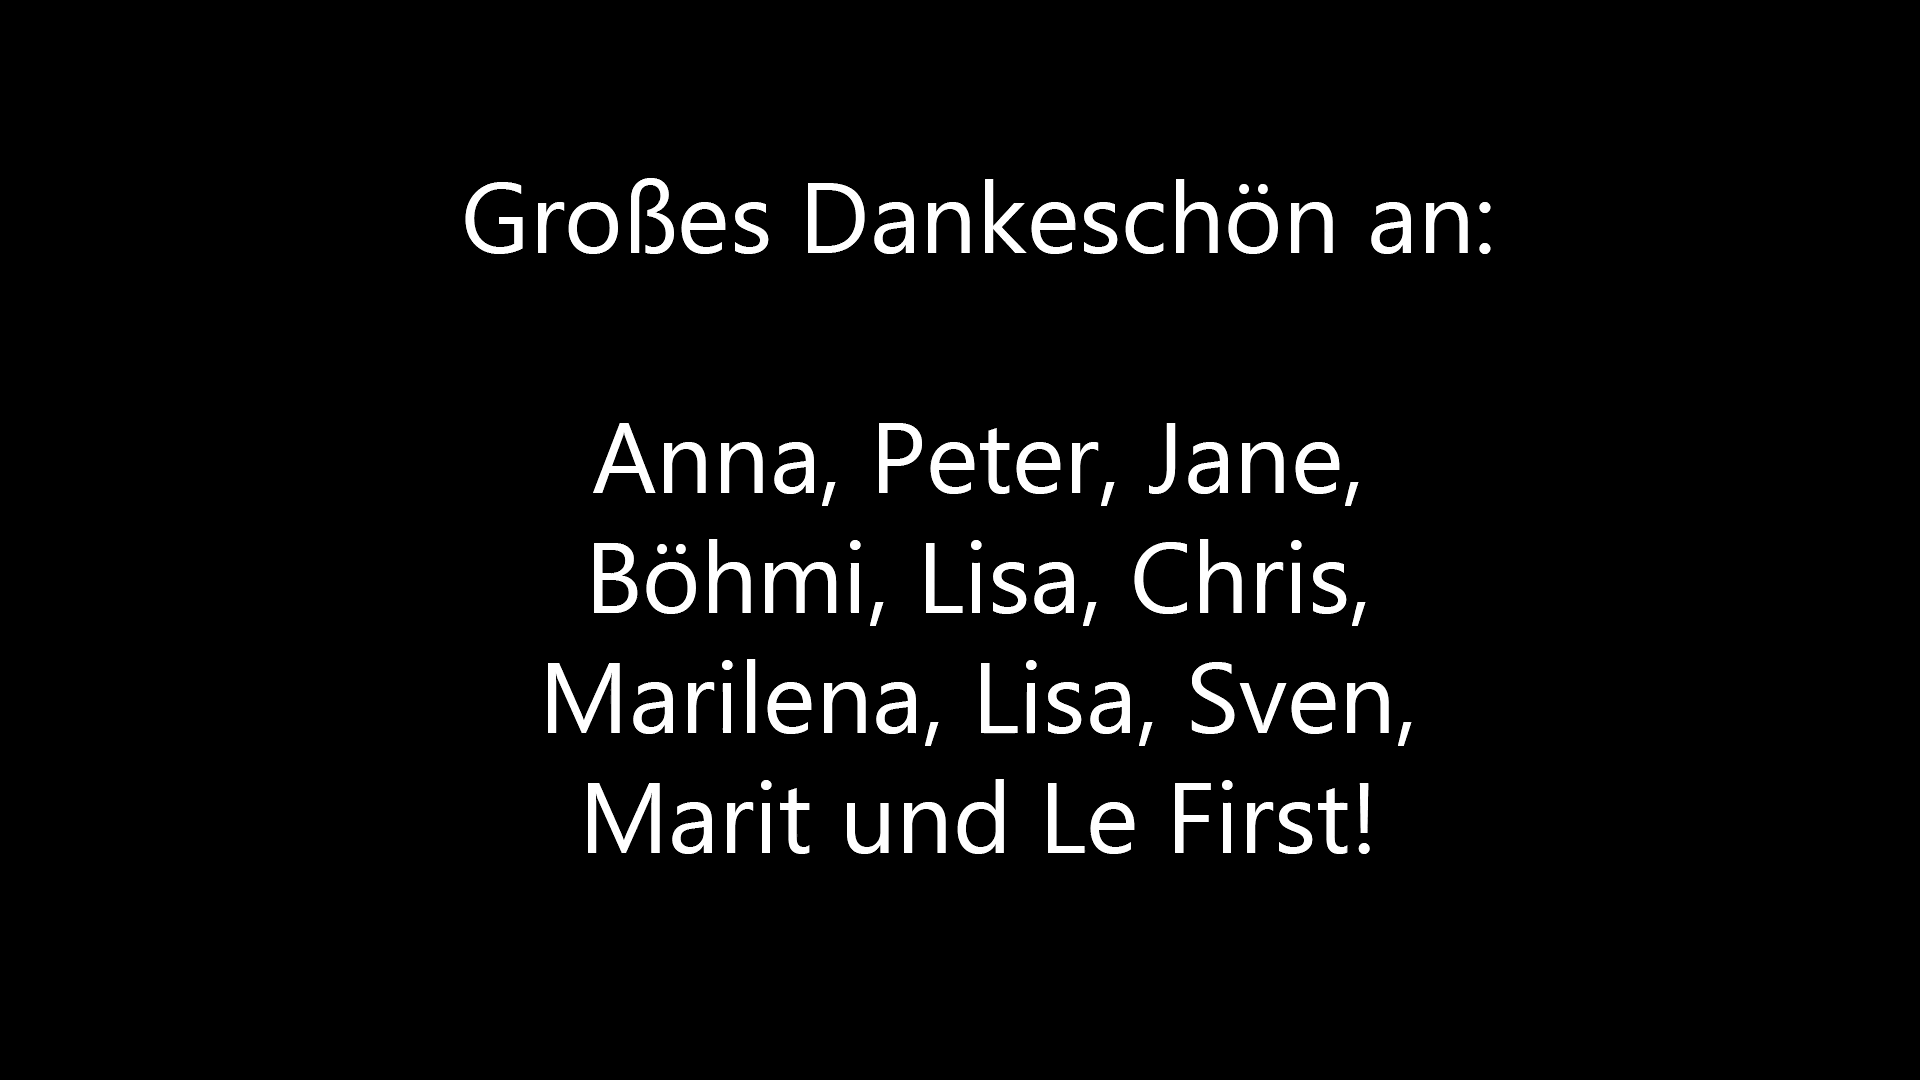 Großes Dankeschön an:
Anna, Peter, Jane,
Böhmi, Lisa, Chris,
Marilena, Lisa, Sven,
Marit und Le First!